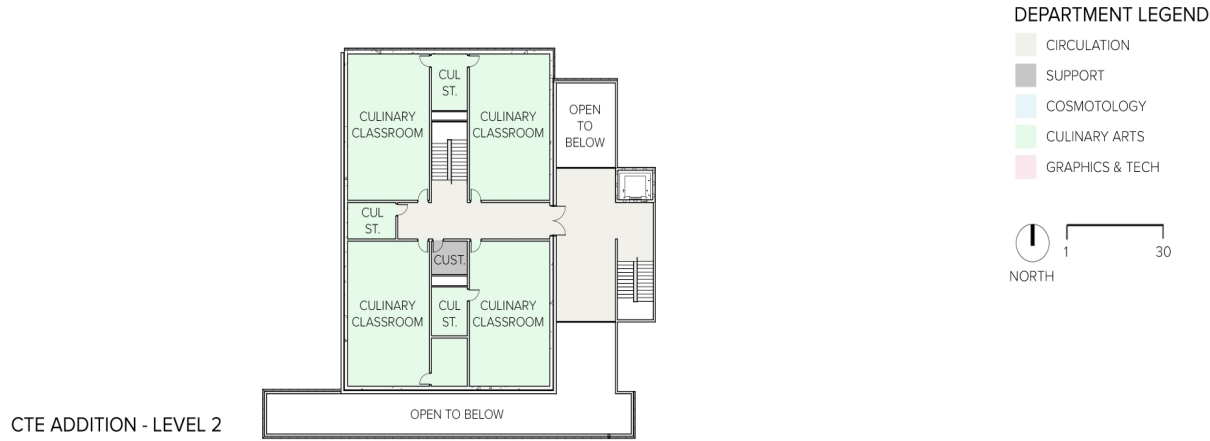 DEPARTMENT LEGEND
CIRCULATION
SUPPORT
COSMOTOLOGY
CULINARY ARTS
GRAPHICS & TECH
1
30
NORTH
CUL
ST.
CULINARY
CLASSROOM
CULINARY
CLASSROOM
OPEN
TO
BELOW
CUL
ST.
CUST.
CULINARY
CLASSROOM
CUL
ST.
CULINARY
CLASSROOM
OPEN TO BELOW
CTE ADDITION - LEVEL 2